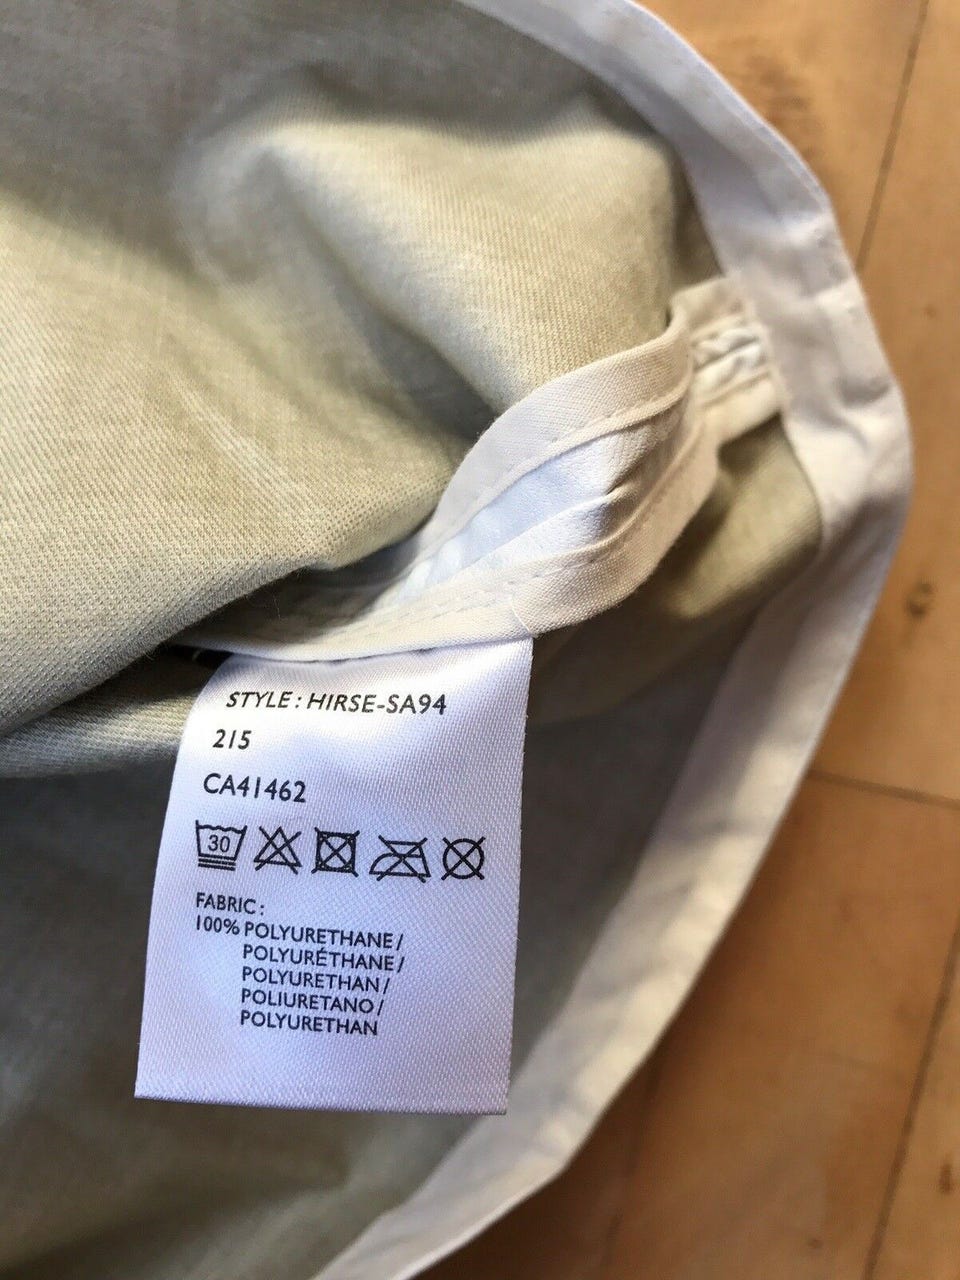 STYLE: HIRSE-SA94
215
CA41462
30
FABRIC:
100% POLYURETHANE/
POLYURÉTHANE/
POLYURETHAN/
POLIURETANO/
POLYURETHAN